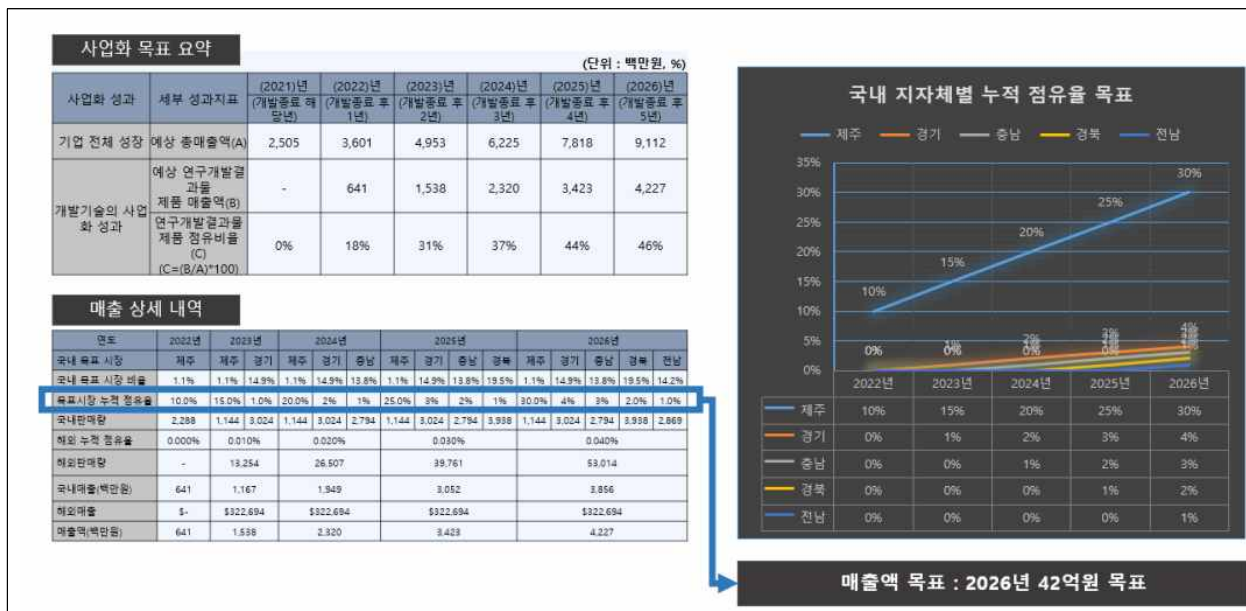 사업화 목표 요약
(단위 : 백만원, %)
사업화 성과 세부 성과지표 (2021)년 (2022)년 (2023)년 (2024)년 (2025)년 (2026)년
(개발종료 해당년) (개발종료 후 1년) (개발종료 후 2년) (개발종료 후 3년) (개발종료 후 4년) (개발종료 후 5년)
기업 전체 성장 예상 총매출액(A) 2,505 3,601 4,953 6,225 7,818 9,112
개발기술의 사업화 성과
예상 연구개발결과물 제품 매출액(B) - 641 1,538 2,320 3,423 4,227
연구개발결과물 제품 점유비율 (C) (C=(B/A)*100) 0% 18% 31% 37% 44% 46%
매출 상세 내역
연도 2022년 2023년 2024년 2025년 2026년
국내 목표 시장 제주 제주 경기 제주 경기 충남 제주 경기 충남 경북 제주 경기 충남 경북 전남
국내 목표 시장 비율 1.1% 1.1% 14.9% 1.1% 14.9% 13.8% 1.1% 14.9% 13.8% 19.5% 1.1% 14.9% 13.8% 19.5% 14.2%
목표시장 누적 점유율 10.0% 15.0% 1.0% 20.0% 2% 1% 25.0% 3% 2% 1% 30.0% 4% 3% 2.0% 1.0%
국내판매량 2,288 1,144 3,024 1,144 3,024 2,794 1,144 3,024 2,794 3,938 1,144 3,024 2,794 3,938 2,869
해외 누적 점유율 0.000% 0.010% 0.020% 0.030% 0.040%
해외판매량 - 13,254 26,507 39,761 53,014
국내매출(백만원) 641 1,167 1,949 3,052 3,856
해외매출 $- $322,694 $322,694 $322,694 $322,694
매출액(백만원) 641 1,538 2,320 3,423 4,227
국내 지자체별 누적 점유율 목표
제주 경기 충남 경북 전남
35%
30%
25%
20%
15%
10%
5%
0%
10% 15% 20% 25% 30%
0% 1% 0% 2% 0% 3% 0% 4%
2022년 2023년 2024년 2025년 2026년
제주 10% 15% 20% 25% 30%
경기 0% 1% 2% 3% 4%
충남 0% 0% 1% 2% 3%
경북 0% 0% 0% 1% 2%
전남 0% 0% 0% 0% 1%
매출액 목표 : 2026년 42억원 목표